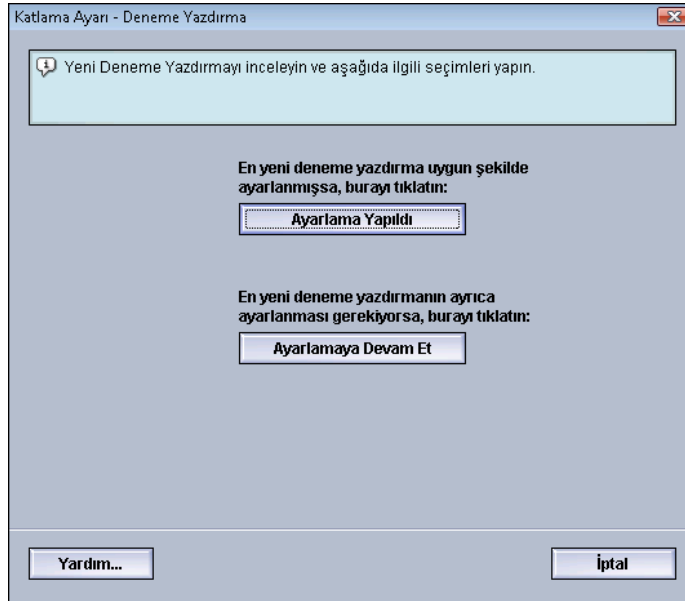 Katlama Ayarı - Deneme Yazdırma
Yeni Deneme Yazdırmayı inceleyin ve aşağıda ilgili seçimleri yapın.
En yeni deneme yazdırma uygun şekilde
ayarlanmışsa, burayı tıklatın:
Ayarlama Yapıldı
En yeni deneme yazdırmanın ayrıca
ayarlanması gerekiyorsa, burayı tıklatın:
Ayarlamaya Devam Et
Yardım...
İptal